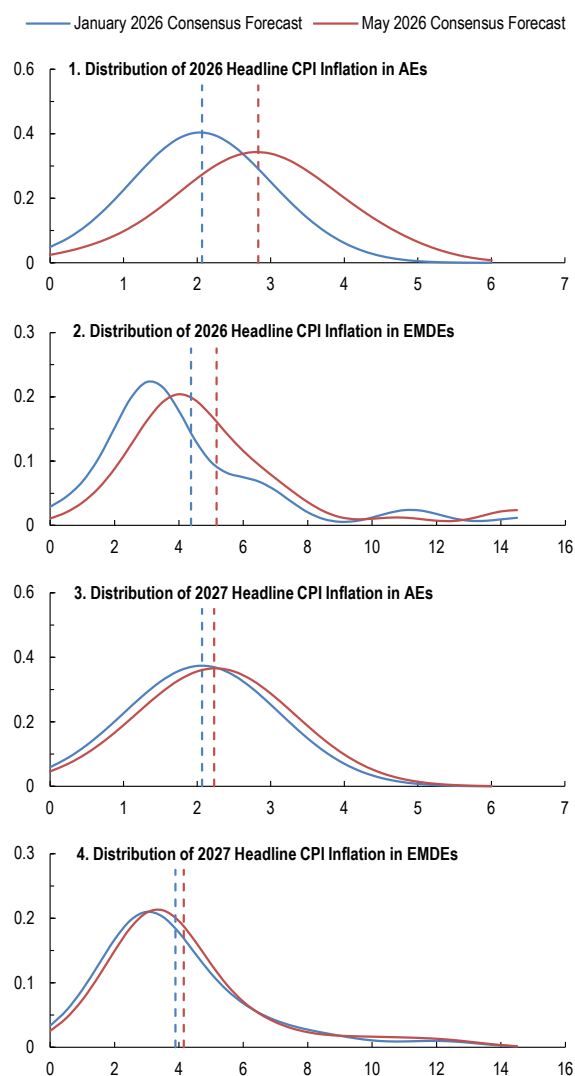 January 2026 Consensus Forecast May 2026 Consensus Forecast
1. Distribution of 2026 Headline CPI Inflation in AEs
0.6
0.4
0.2
0
0 1 2 3 4 5 6 7
2. Distribution of 2026 Headline CPI Inflation in EMDEs
0.3
0.2
0.1
0
0 2 4 6 8 10 12 14 16
3. Distribution of 2027 Headline CPI Inflation in AEs
0.6
0.4
0.2
0
0 1 2 3 4 5 6 7
4. Distribution of 2027 Headline CPI Inflation in EMDEs
0.3
0.2
0.1
0
0 2 4 6 8 10 12 14 16